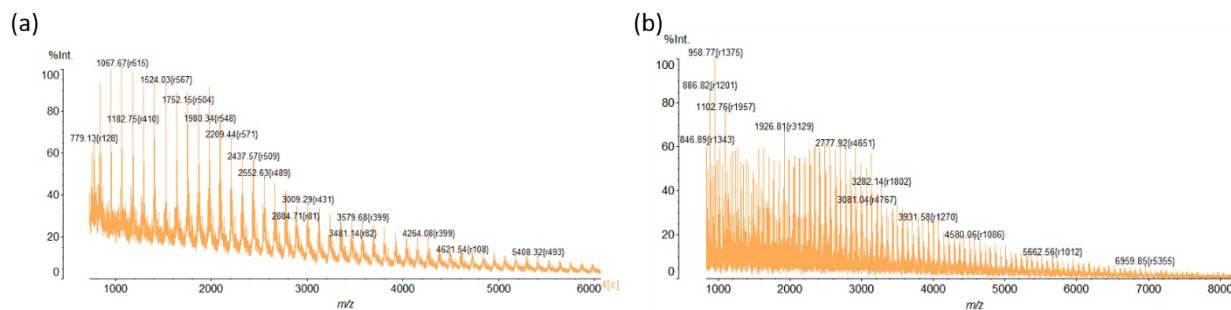 (a)
%Int.
1067.67{r615}
100
1524.03{r567}
80
1752.15{r504}
1182.75{r410}
1980.34{r548}
2209.44{r571}
779.13{r128}
60
2437.57{r509}
2552.63{r489}
40
3009.29{r431}
2884.71{r81}
3579.68{r399}
3481.14{r82}
4264.08{r399}
20
4621.54{r108}
5408.32{r493}
0
1000 2000 3000 4000 5000 6000
4[c]
m/z
(b)
%Int.
958.77{r1375}
100
886.82{r1201}
80
1102.76{r1957}
1926.81{r3129}
846.89{r1343}
2777.92{r4651}
60
3282.14{r1802}
40
3081.04{r4767}
3931.58{r1270}
20
4580.06{r1086}
5662.56{r1012}
6959.85{r5355}
0
1000 2000 3000 4000 5000 6000 7000 8000
m/z